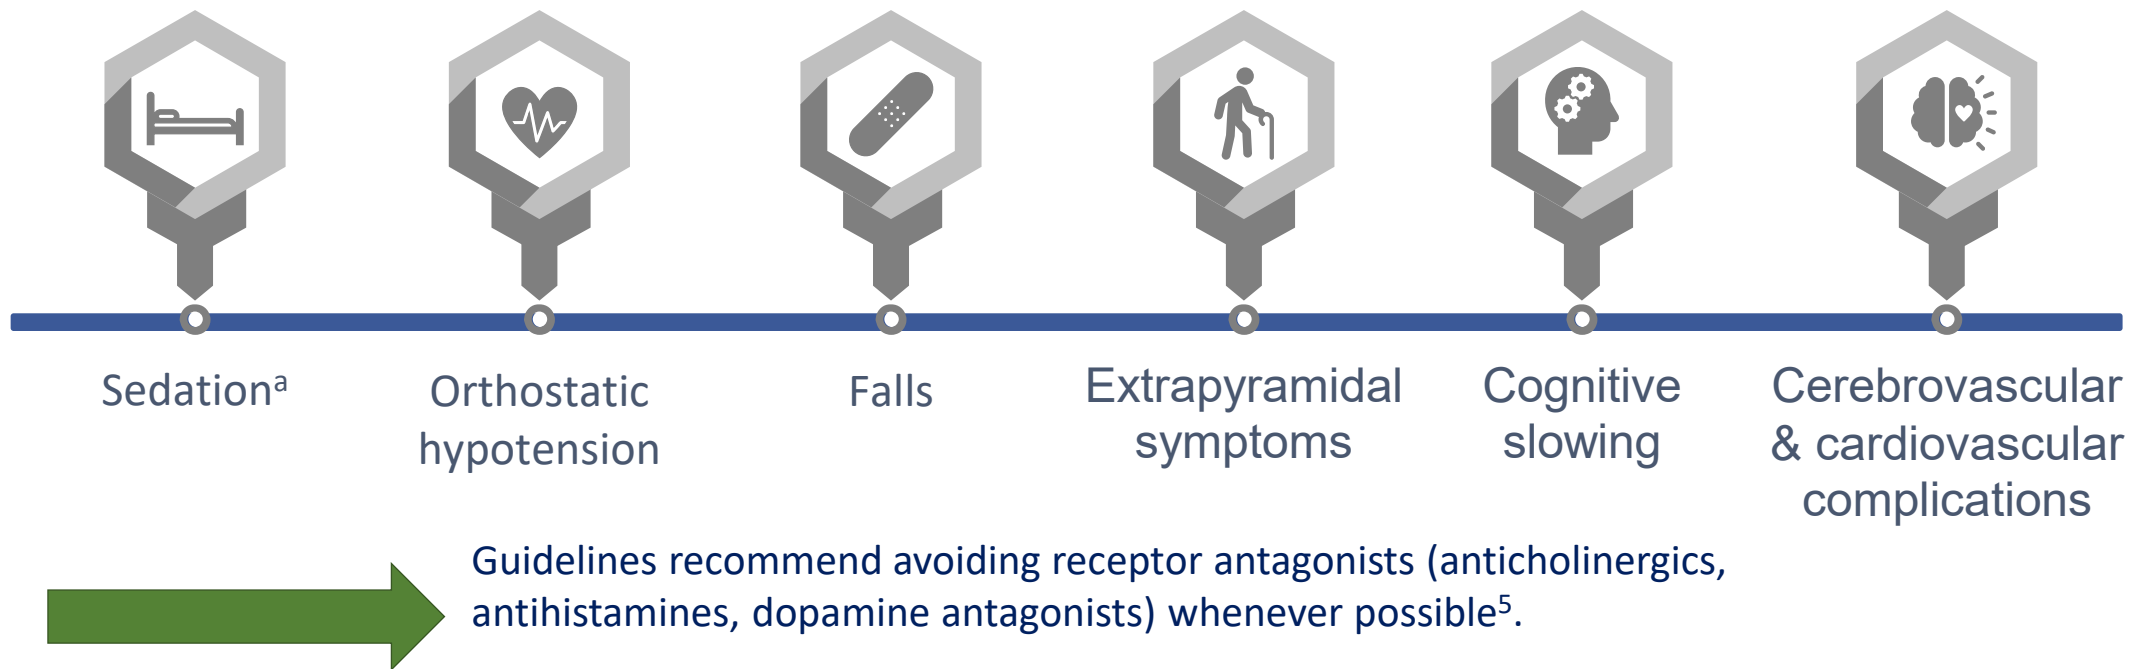 Sedationᵃ
Orthostatic
hypotension
Falls
Extrapyramidal
symptoms
Cognitive
slowing
Cerebrovascular
& cardiovascular
complications
Guidelines recommend avoiding receptor antagonists (anticholinergics,
antihistamines, dopamine antagonists) whenever possible⁵.